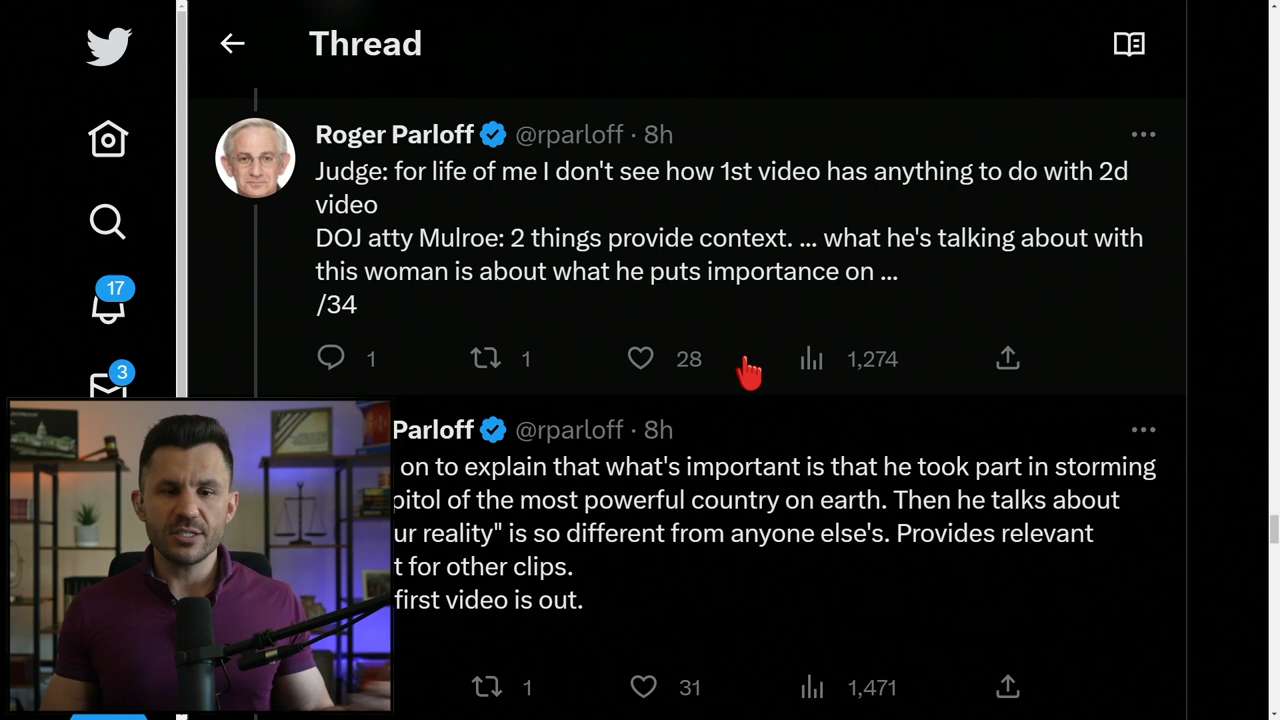 Thread
Roger Parloff @rparloff · 8h
Judge: for life of me I don't see how 1st video has anything to do with 2d
video
DOJ atty Mulroe: 2 things provide context. ... what he's talking about with
this woman is about what he puts importance on ...
/34
1 1 28 1,274
17
3
Parloff @rparloff · 8h
on to explain that what's important is that he took part in storming
pitol of the most powerful country on earth. Then he talks about
ur reality" is so different from anyone else's. Provides relevant
t for other clips.
first video is out.
1 31 1,471